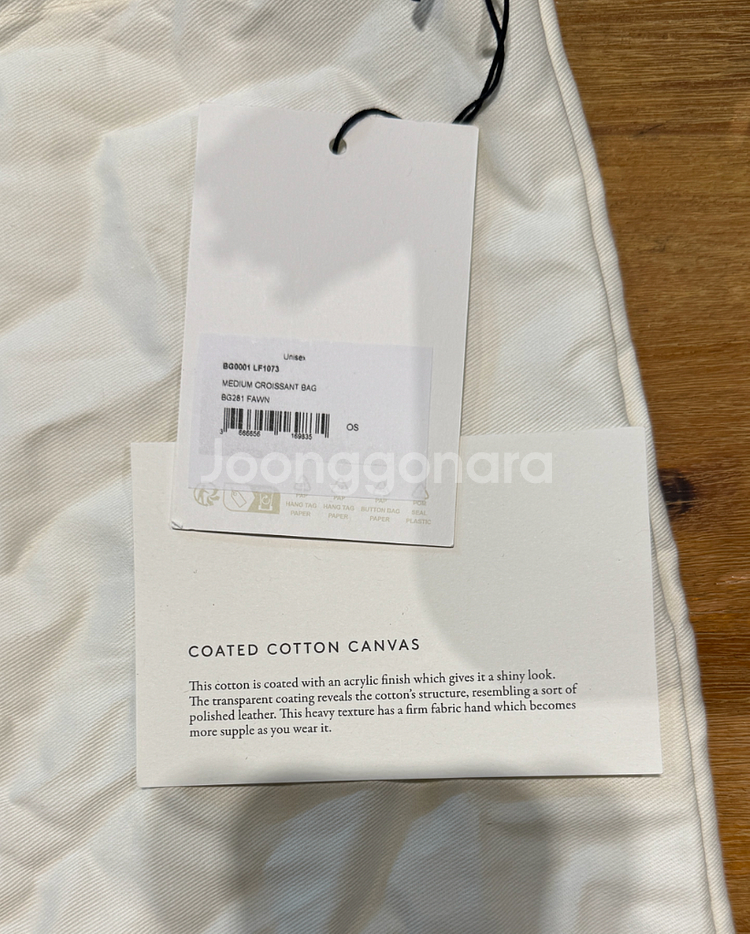 Unisex
BG0001 LF1073
MEDIUM CROISSANT BAG
BG281 FAWN
OS
Joonggonara
PAP PAP PAP
HANG TAG HANG TAG BUTTON BAG SEAL
PAPER PAPER PAPER PLASTIC
COATED COTTON CANVAS
This cotton is coated with an acrylic finish which gives it a shiny look.
The transparent coating reveals the cotton's structure, resembling a sort of
polished leather. This heavy texture has a firm fabric hand which becomes
more supple as you wear it.